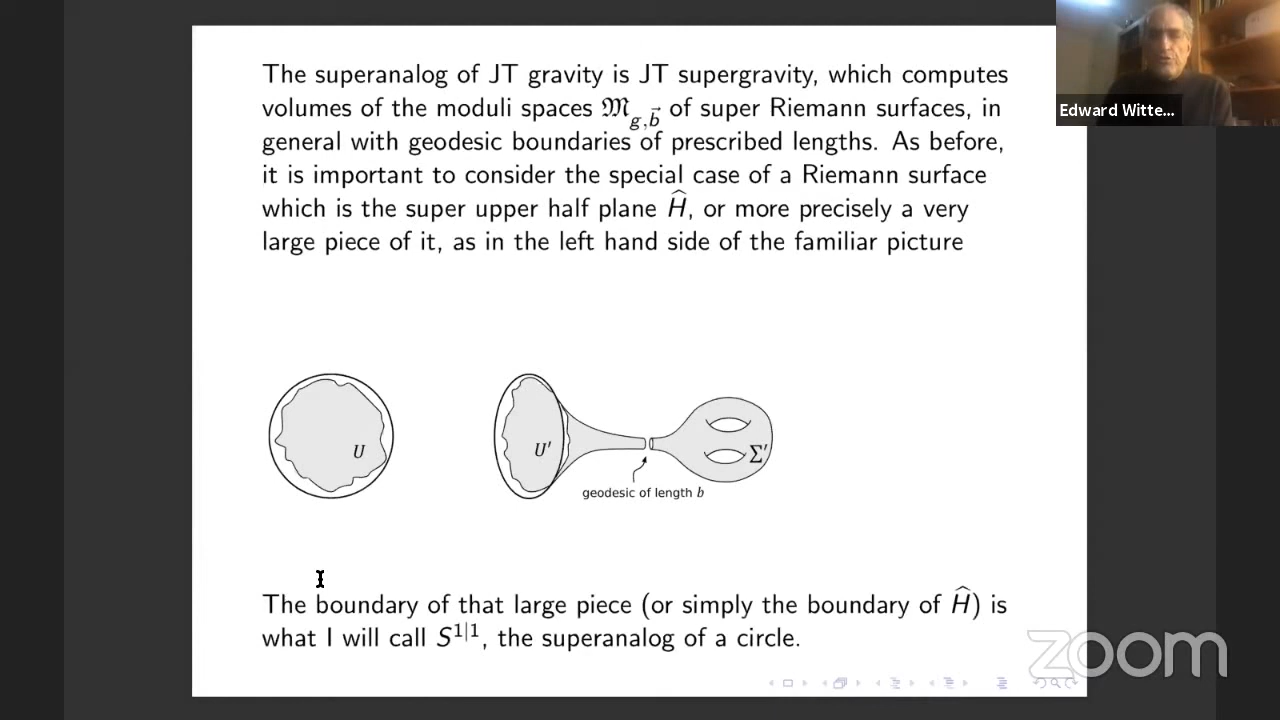 The superanalog of JT gravity is JT supergravity, which computes
volumes of the moduli spaces 𝔐_{g,b⃗} of super Riemann surfaces, in
general with geodesic boundaries of prescribed lengths. As before,
it is important to consider the special case of a Riemann surface
which is the super upper half plane Ĥ, or more precisely a very
large piece of it, as in the left hand side of the familiar picture
U
U′
Σ′
geodesic of length b
The boundary of that large piece (or simply the boundary of Ĥ) is
what I will call S^{1|1}, the superanalog of a circle.
Edward Witte...
zoom